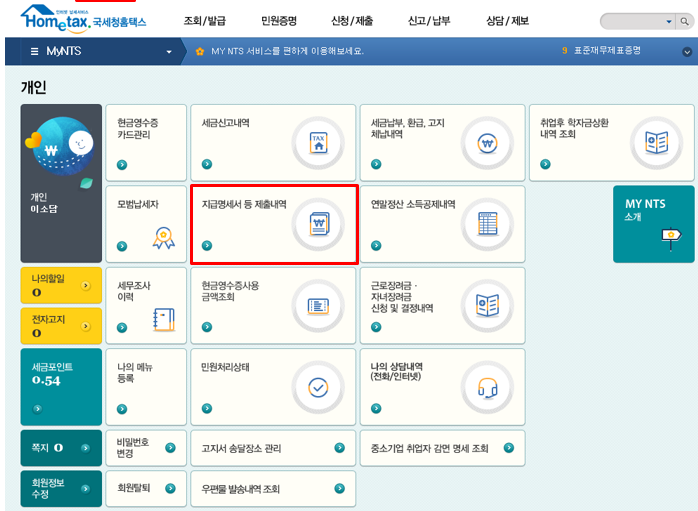 인터넷 납세서비스
Hometax. 국세청홈택스
조회/발급
민원증명
신청/제출
신고/납부
상담/제보
MyNTS
MY NTS 서비스를 편하게 이용해보세요.
9 표준재무제표증명
개인
개인
이소담
현금영수증
카드관리
세금신고내역
TAX
세금납부, 환급, 고지
체납내역
취업후 학자금상환
내역 조회
모범납세자
지급명세서 등 제출내역
연말정산 소득공제내역
MY NTS
소개
나의할일
0
전자고지
0
세무조사
이력
현금영수증사용
금액조회
근로장려금 ·
자녀장려금
신청 및 결정내역
세금포인트
0.54
나의 메뉴
등록
민원처리상태
나의 상담내역
(전화/인터넷)
쪽지 0
비밀번호
변경
고지서 송달장소 관리
중소기업 취업자 감면 명세 조회
회원정보
수정
회원탈퇴
우편물 발송내역 조회